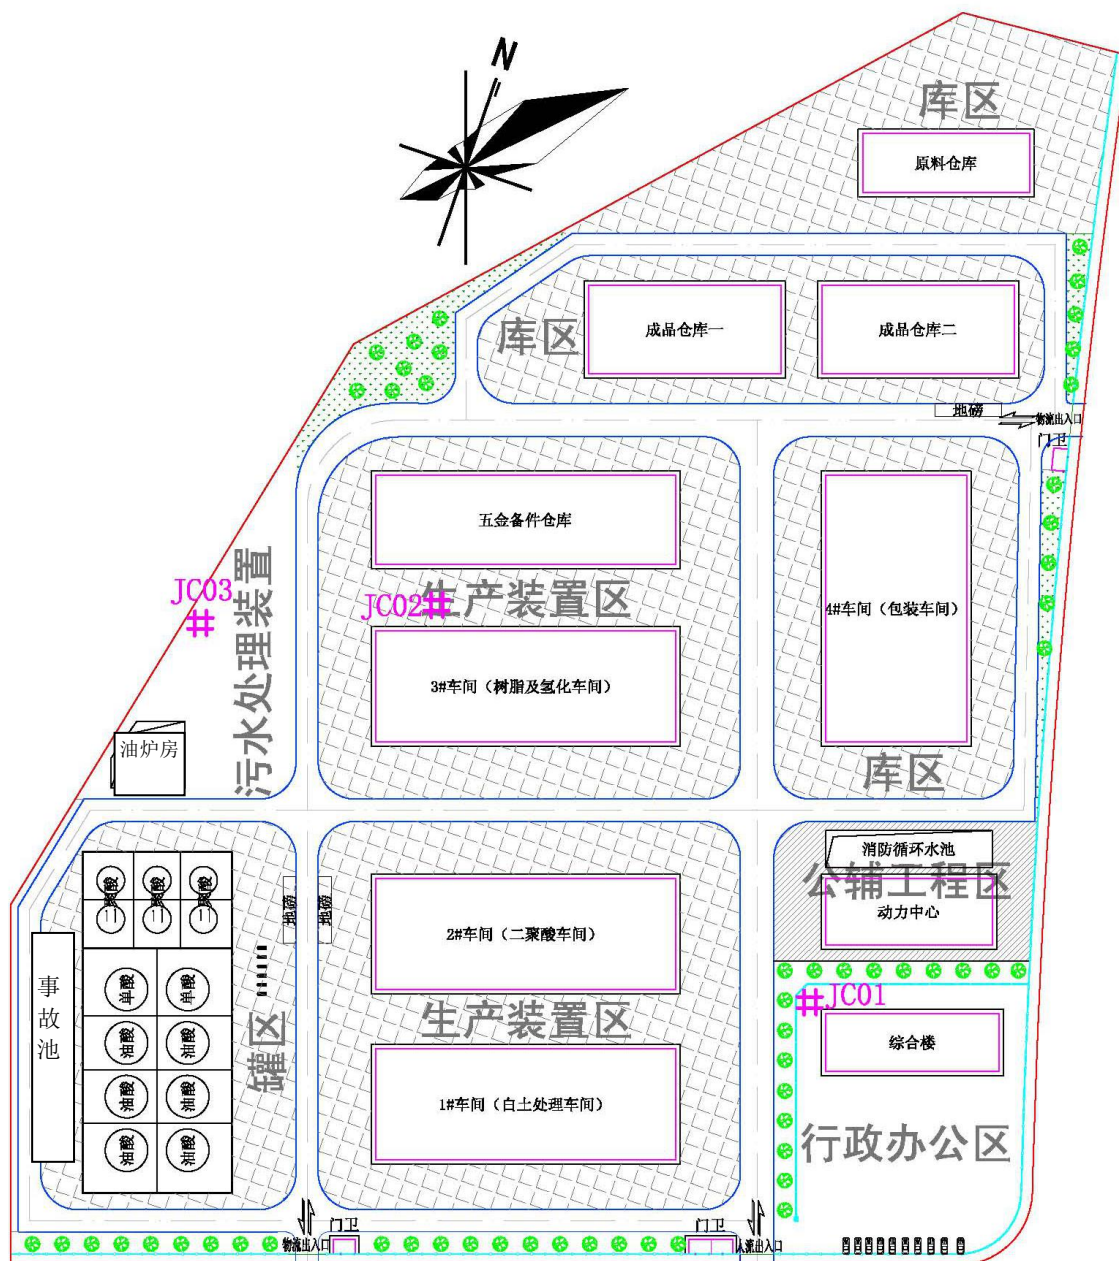 N
库区
原料仓库
库区
成品仓库一
成品仓库二
地磅
物流出入口
门卫
五金备件仓库
生产装置区
JC03
JC02
污水处理装置
4#车间（包装车间）
3#车间（树脂及氢化车间）
油炉房
库区
消防循环水池
公辅工程区
动力中心
二聚酸
二聚酸
二聚酸
地磅
地磅
2#车间（二聚酸车间）
事故池
单酸
单酸
JC01
生产装置区
罐区
油酸
油酸
综合楼
油酸
油酸
1#车间（白土处理车间）
油酸
油酸
行政办公区
物流出入口
门卫
门卫
人流出入口